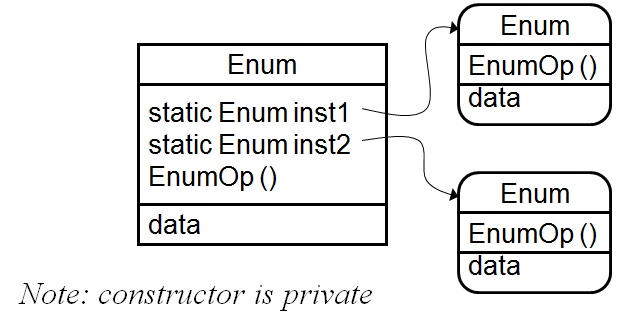 Enum
static Enum inst1
static Enum inst2
EnumOp ()
data
Enum
EnumOp ()
data
Enum
EnumOp ()
data
Note: constructor is private